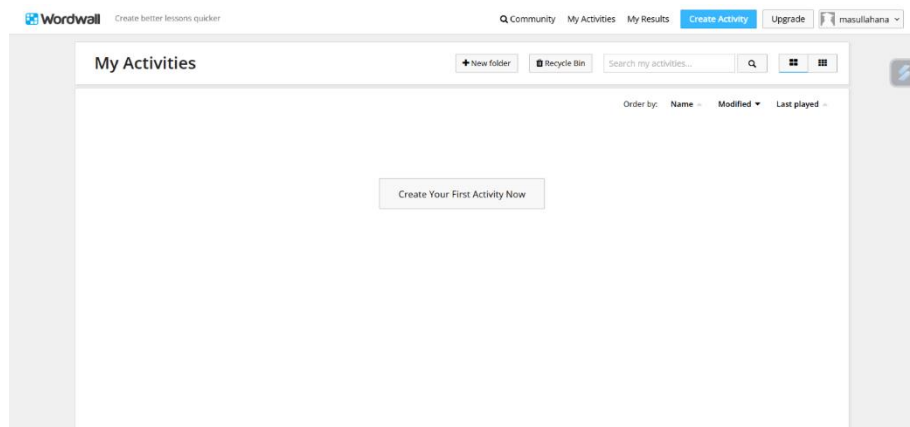 Wordwall Create better lessons quicker Community My Activities My Results Create Activity Upgrade masullahana
My Activities New folder Recycle Bin Search my activities...
Order by: Name Modified Last played
Create Your First Activity Now